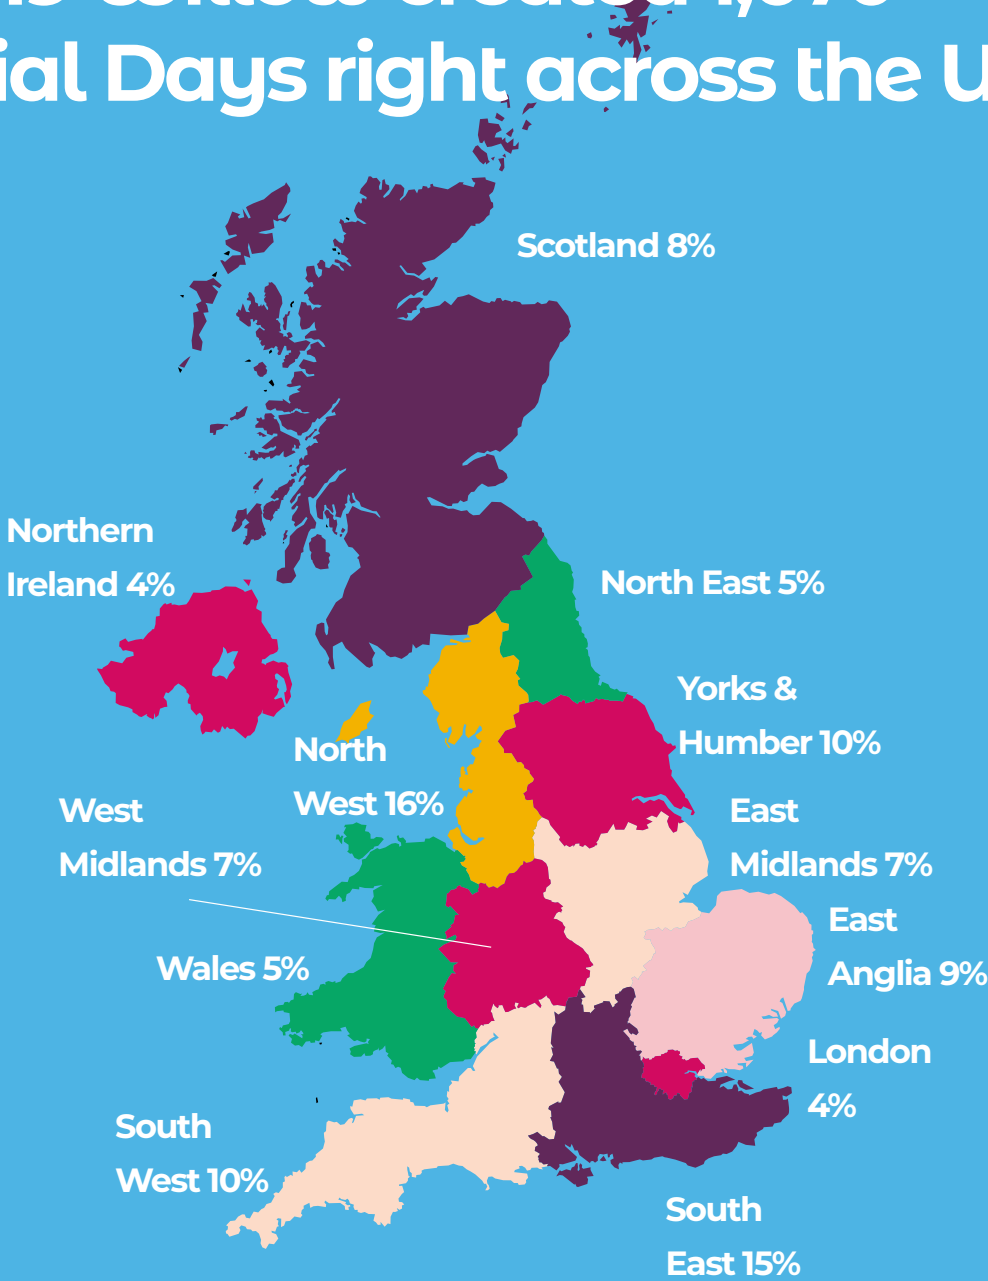 ial Days right across the U
Scotland 8%
Northern
Ireland 4%
North East 5%
Yorks &
Humber 10%
North
West 16%
West
Midlands 7%
East
Midlands 7%
East
Anglia 9%
Wales 5%
London
4%
South
West 10%
South
East 15%